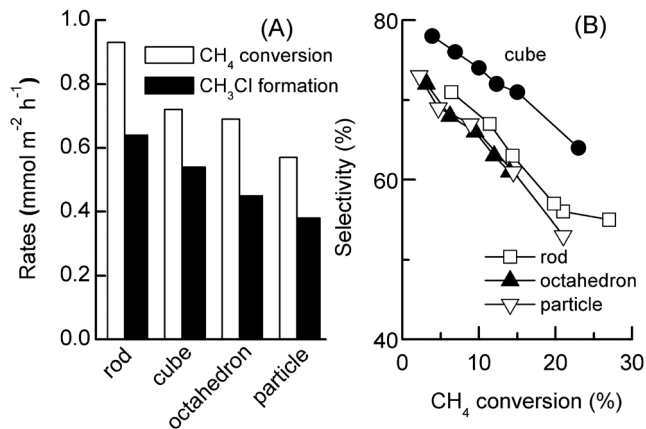 (A)
CH₄ conversion
CH₃Cl formation
Rates (mmol m⁻² h⁻¹)
1.0
0.8
0.6
0.4
0.2
0.0
rod
cube
octahedron
particle
(B)
cube
Selectivity (%)
80
60
40
rod
octahedron
particle
0
10
20
30
CH₄ conversion (%)